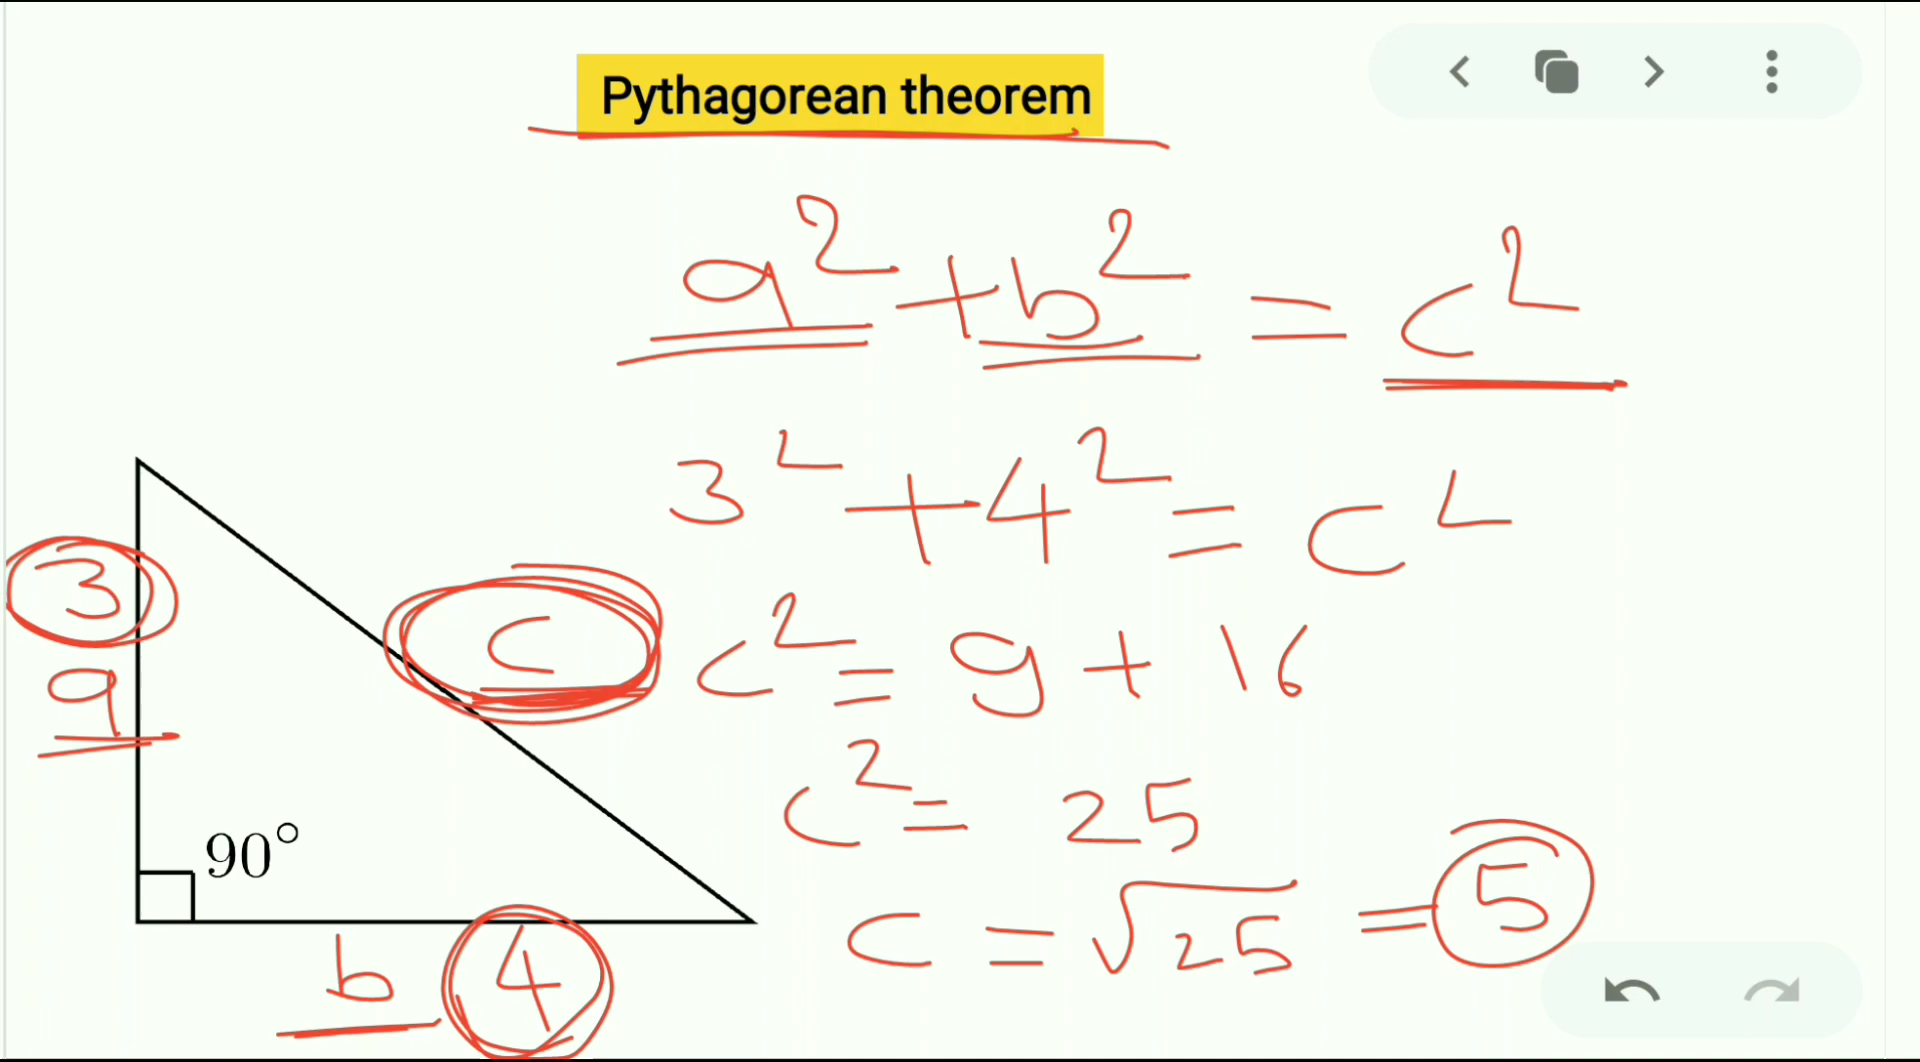 Pythagorean theorem
a² + b² = c²
3² + 4² = c²
3
c
c² = 9 + 16
a
c² = 25
90°
c = √25 = 5
b 4